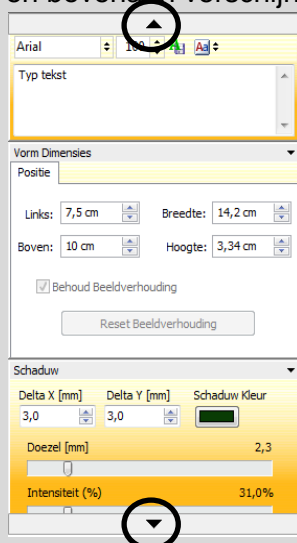 Arial 100 Aa
Typ tekst
Vorm Dimensies
Positie
Links: 7,5 cm Breedte: 14,2 cm
Boven: 10 cm Hoogte: 3,34 cm
Behoud Beeldverhouding
Reset Beeldverhouding
Schaduw
Delta X [mm] Delta Y [mm] Schaduw Kleur
3,0 3,0
Doezel [mm] 2,3
Intensiteit (%) 31,0%